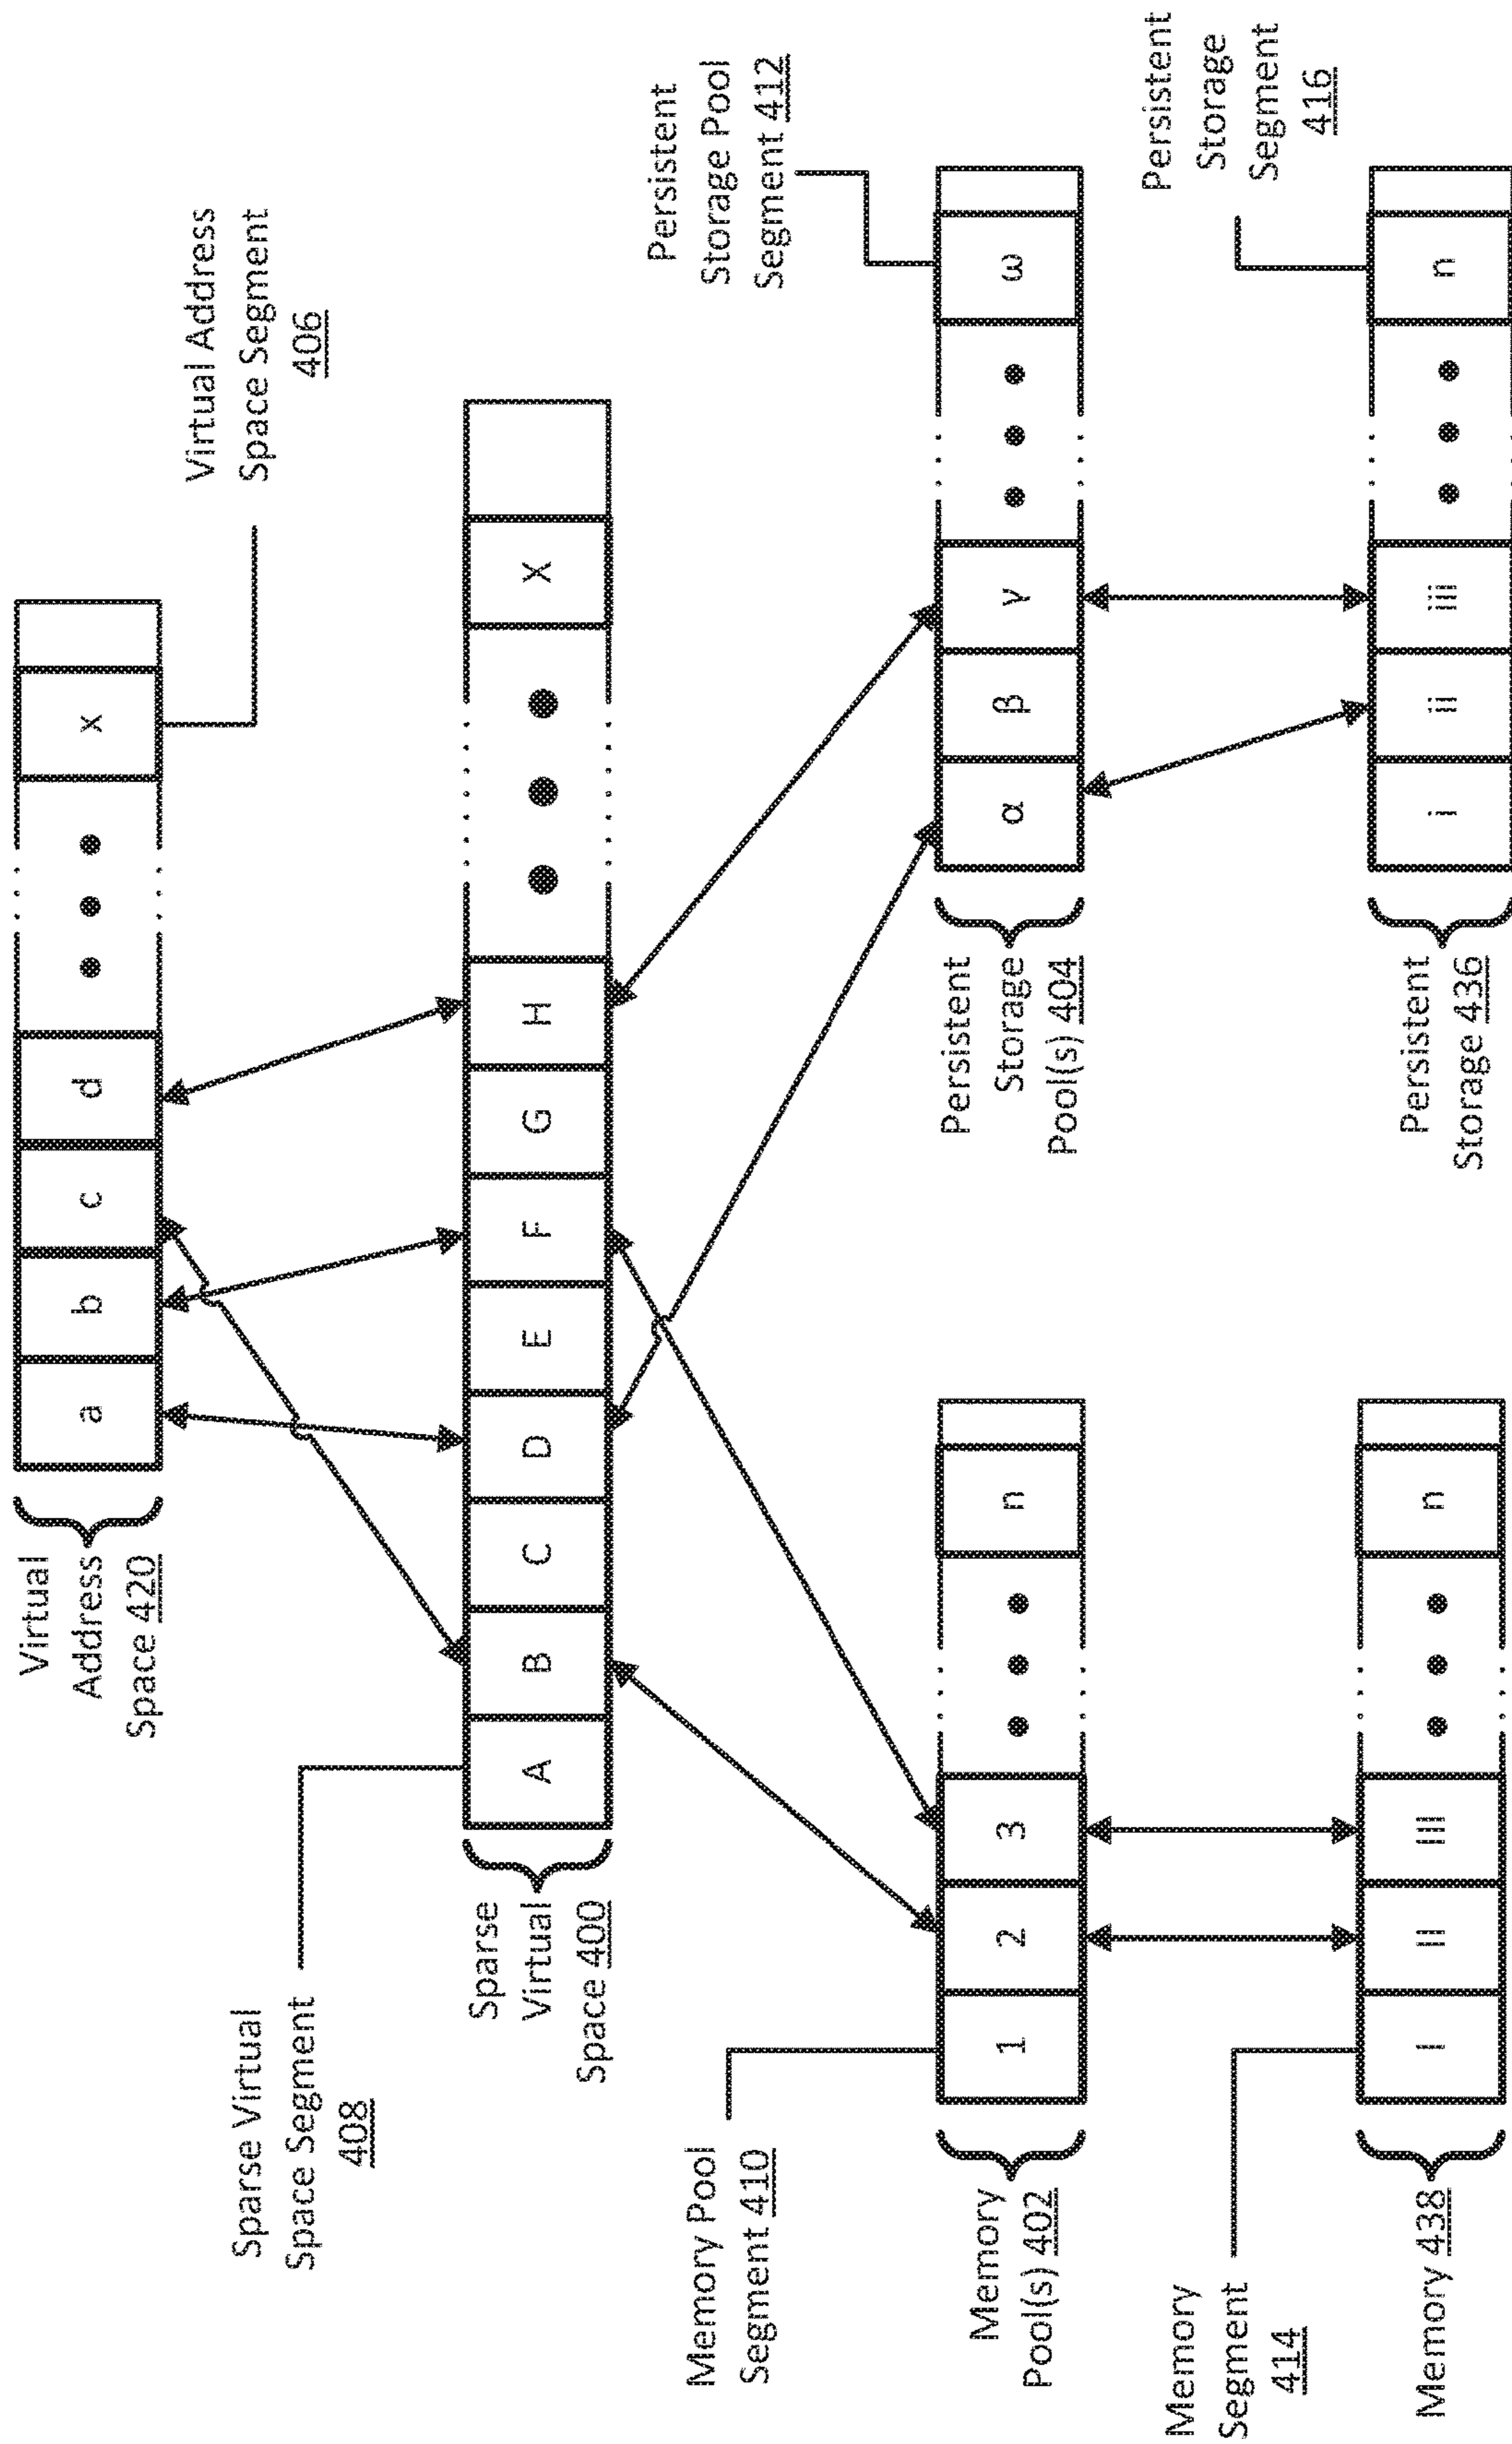 Virtual
Address
Space 420
a b c d x
Virtual Address
Space Segment
406
Sparse Virtual
Space Segment
408
Sparse
Virtual
Space 400
A B C D E F G H X
Memory Pool
Segment 410
Persistent
Storage Pool
Segment 412
Memory
Pool(s) 402
1 2 3 n
Persistent
Storage
Pool(s) 404
α β γ ω
Memory
Segment
414
Persistent
Storage
Segment
416
Memory 438
I II III n
Persistent
Storage 436
i ii iii n